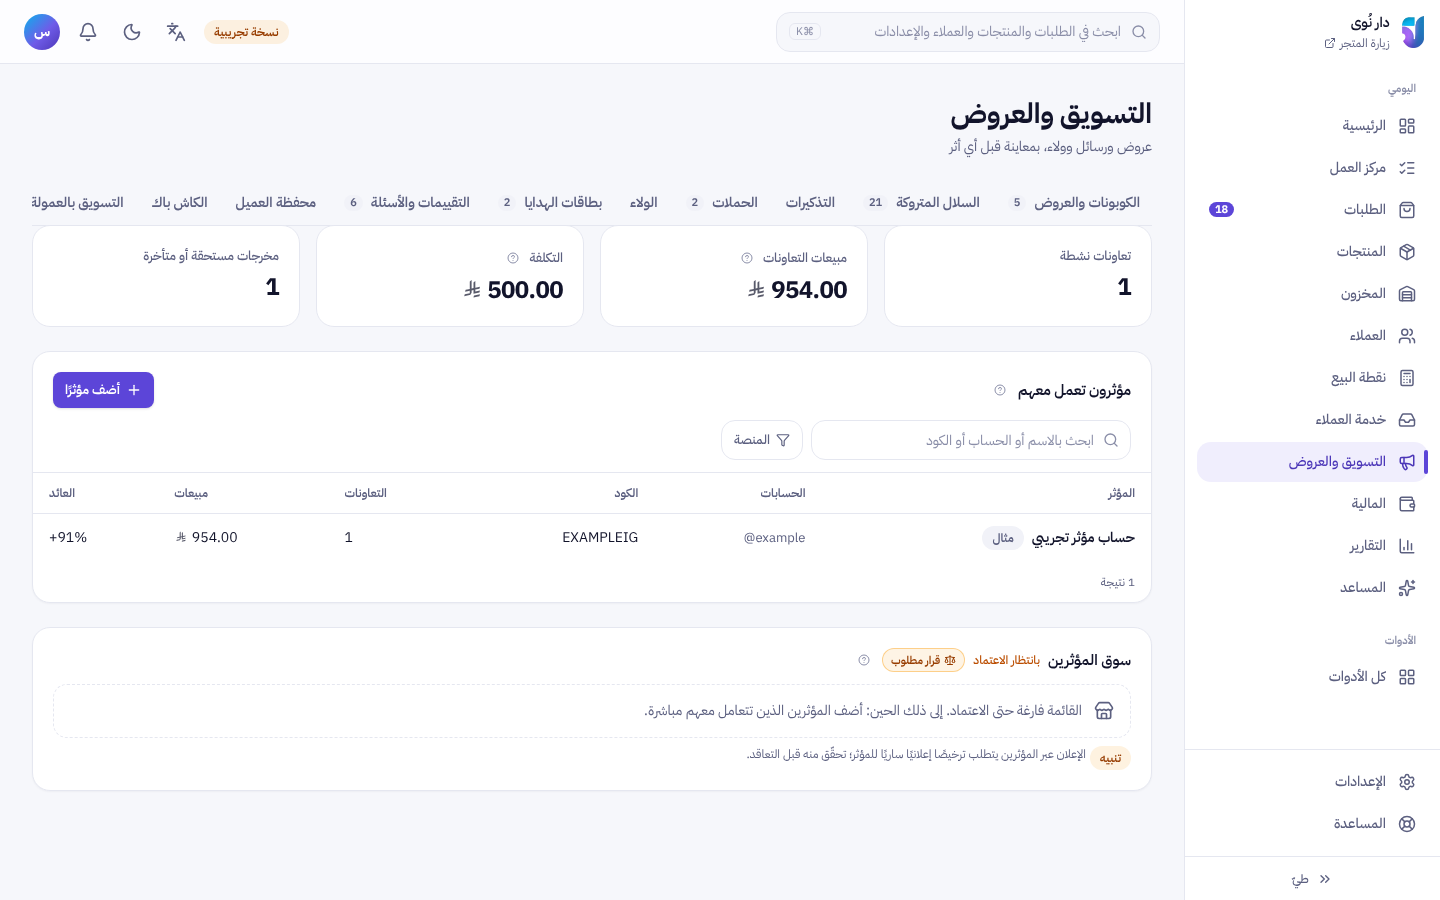 دار نُوى
زيارة المتجر
اليومي
الرئيسية
مركز العمل
الطلبات 18
المنتجات
المخزون
العملاء
نقطة البيع
خدمة العملاء
التسويق والعروض
المالية
التقارير
المساعد
الأدوات
كل الأدوات
الإعدادات
المساعدة
طيّ
ابحث في الطلبات والمنتجات والعملاء والإعدادات ⌘K
نسخة تجريبية
س
التسويق والعروض
عروض ورسائل وولاء، بمعاينة قبل أي أثر
الكوبونات والعروض 5 السلال المتروكة 21 التذكيرات الحملات 2 الولاء بطاقات الهدايا 2 التقييمات والأسئلة 6 محفظة العميل الكاش باك التسويق بالعمولة
تعاونات نشطة
1
مبيعات التعاونات
954.00
التكلفة
500.00
مخرجات مستحقة أو متأخرة
1
مؤثرون تعمل معهم
أضف مؤثرًا
ابحث بالاسم أو الحساب أو الكود
المنصة
المؤثر الحسابات الكود التعاونات مبيعات العائد
حساب مؤثر تجريبي مثال @example EXAMPLEIG 1 954.00 +91%
1 نتيجة
سوق المؤثرين بانتظار الاعتماد قرار مطلوب
القائمة فارغة حتى الاعتماد. إلى ذلك الحين: أضف المؤثرين الذين تتعامل معهم مباشرة.
تنبيه الإعلان عبر المؤثرين يتطلب ترخيصًا إعلانيًا ساريًا للمؤثر؛ تحقّق منه قبل التعاقد.